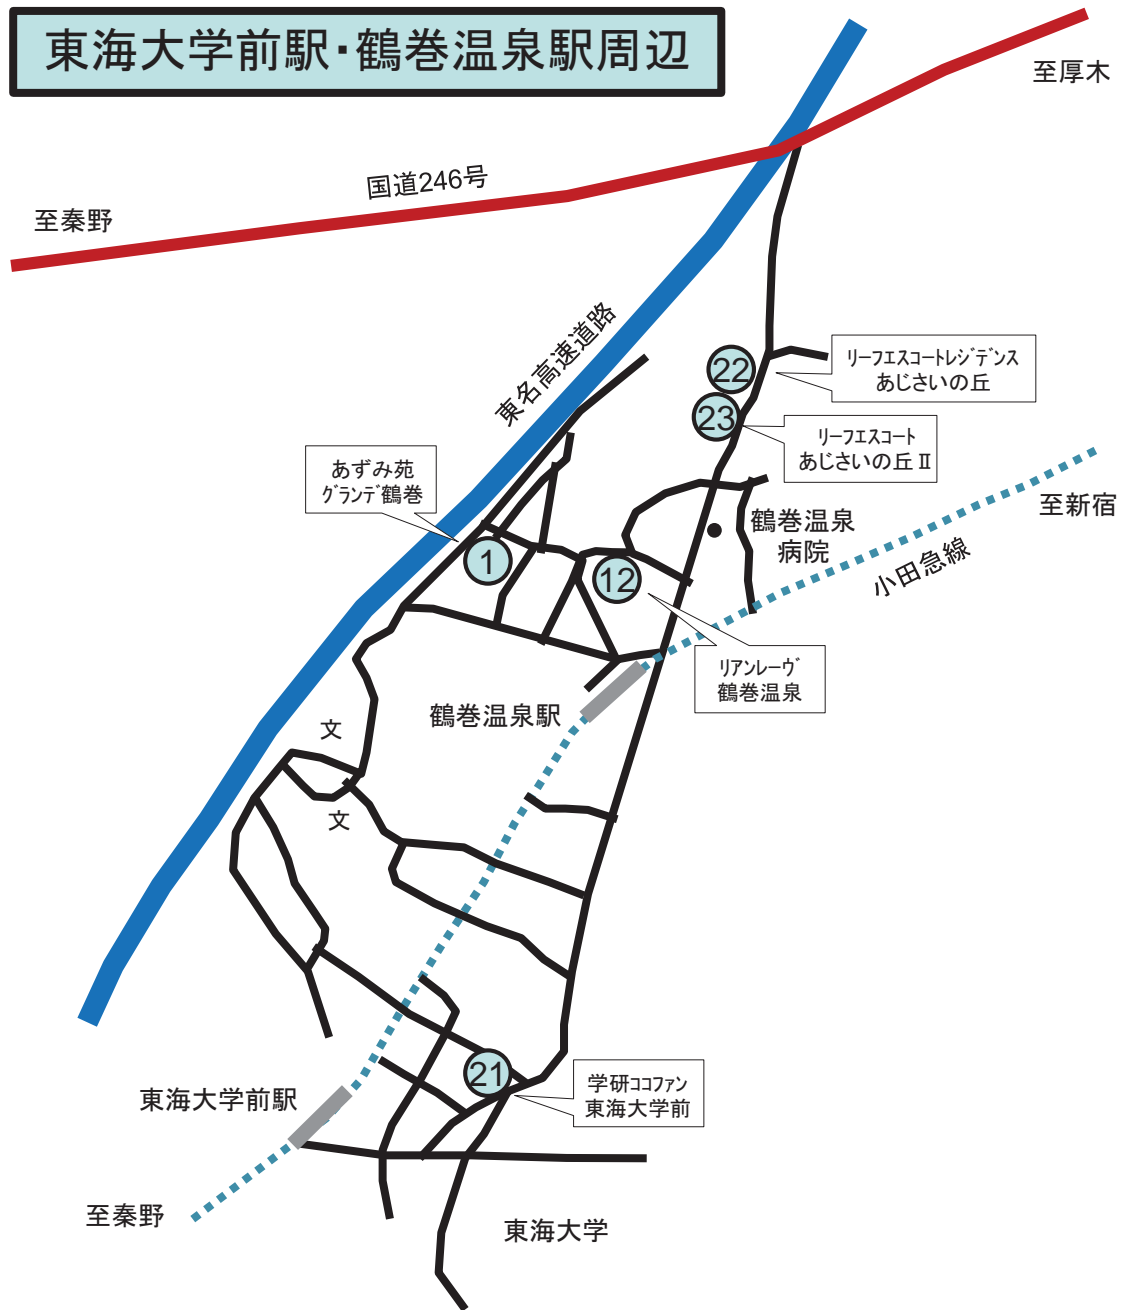 東海大学前駅・鶴巻温泉駅周辺
至厚木
国道246号
至秦野
東名高速道路
22
リーフエスコートレジデンス
あじさいの丘
23
リーフエスコート
あじさいの丘Ⅱ
あずみ苑
グランデ鶴巻
至新宿
鶴巻温泉
病院
小田急線
1
12
リアンレーヴ
鶴巻温泉
鶴巻温泉駅
文
文
21
学研ココファン
東海大学前
東海大学前駅
至秦野
東海大学